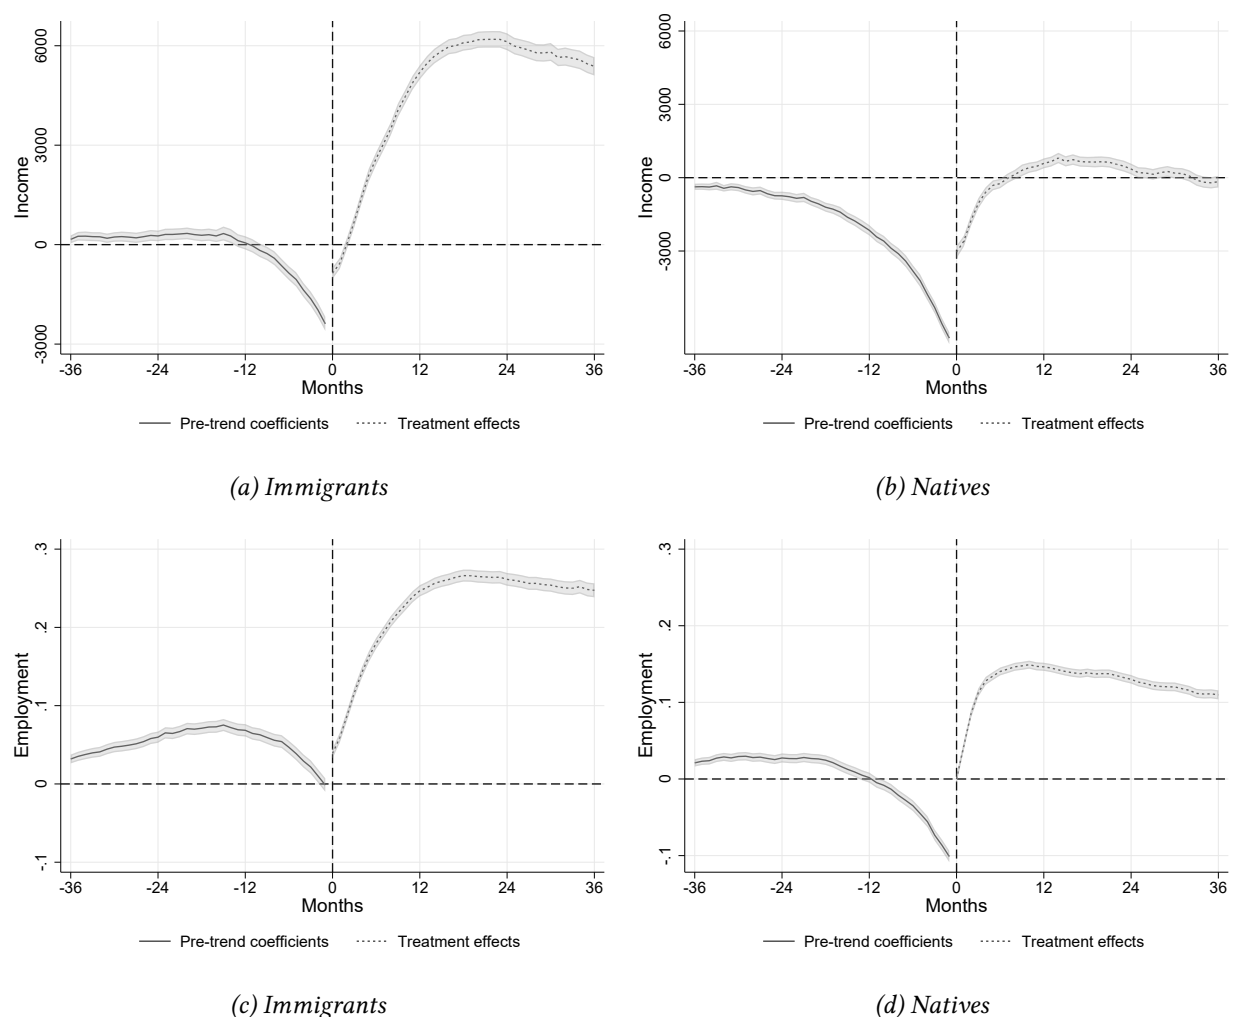 6000
3000
0
-3000
Income
-36 -24 -12 0 12 24 36
Months
Pre-trend coefficients Treatment effects
(a) Immigrants
6000
3000
0
-3000
Income
-36 -24 -12 0 12 24 36
Months
Pre-trend coefficients Treatment effects
(b) Natives
.3
.2
.1
0
-.1
Employment
-36 -24 -12 0 12 24 36
Months
Pre-trend coefficients Treatment effects
(c) Immigrants
.3
.2
.1
0
-.1
Employment
-36 -24 -12 0 12 24 36
Months
Pre-trend coefficients Treatment effects
(d) Natives